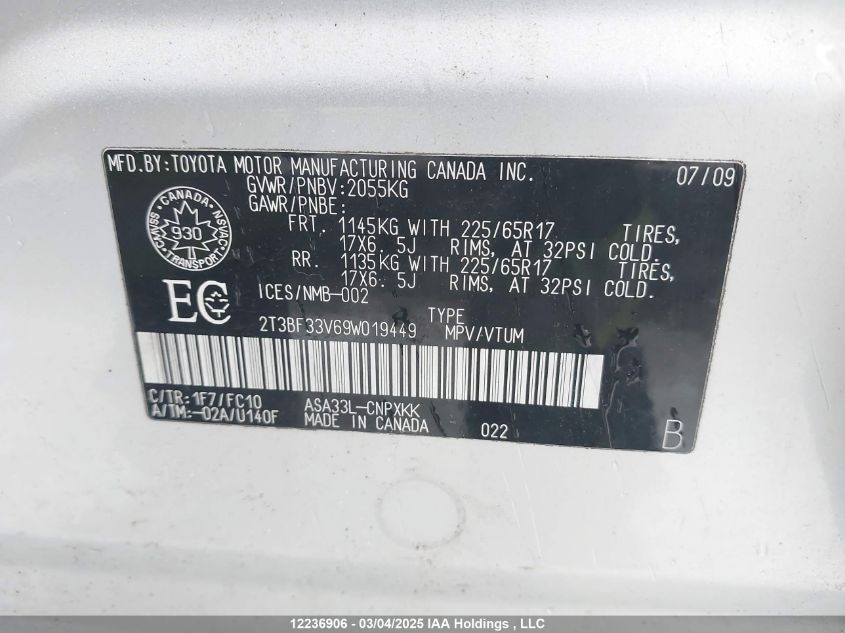 MFD.BY:TOYOTA MOTOR MANUFACTURING CANADA INC. 07/09
GVWR/PNBV:2055KG
GAWR/PNBE:
FRT. 1145KG WITH 225/65R17 TIRES,
17X6. 5J RIMS, AT 32PSI COLD.
RR. 1135KG WITH 225/65R17 TIRES,
17X6. 5J RIMS, AT 32PSI COLD.
CANADA
CMVSS 930 NSVAC
TRANSPORT
EC ICES/NMB-002
TYPE
2T3BF33V69W019449 MPV/VTUM
C/TR:1F7/FC10 ASA33L-CNPXKK
A/TM:-02A/U140F MADE IN CANADA 022 B
12236906 - 03/04/2025 IAA Holdings , LLC